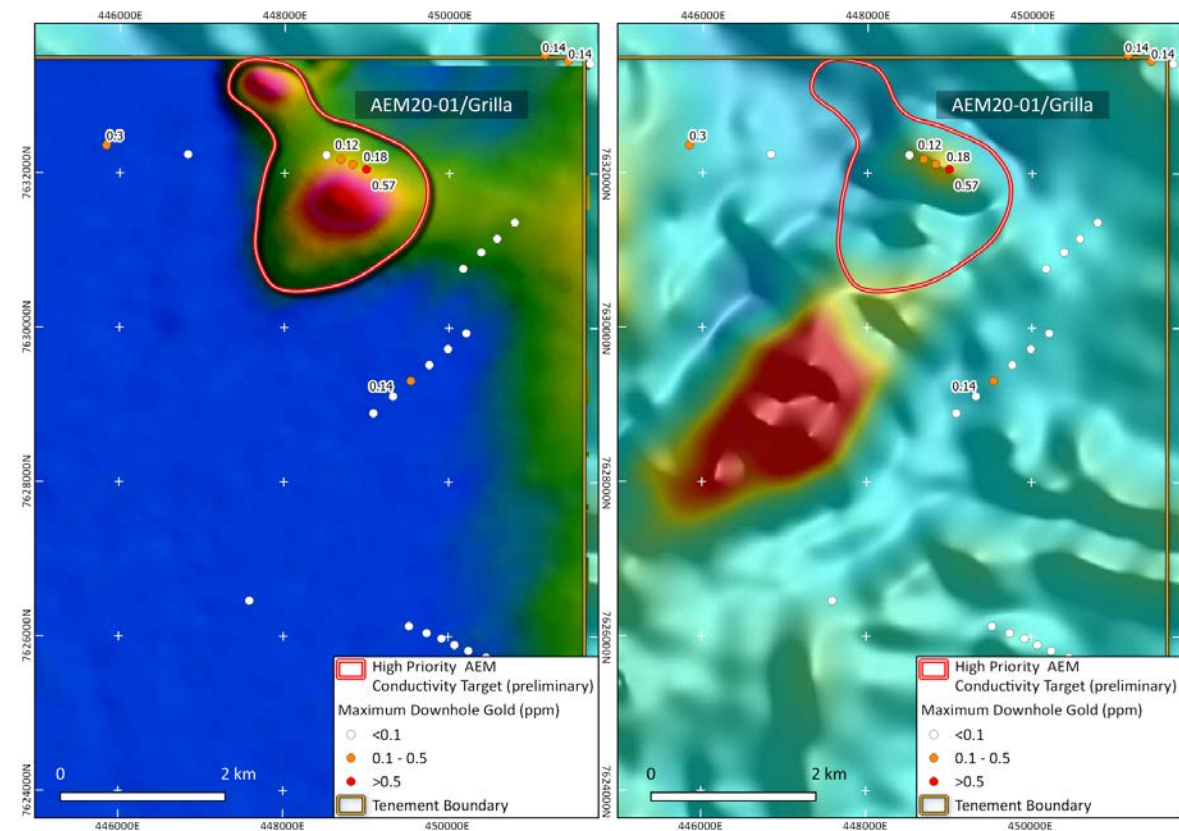 446000E
448000E
450000E
446000E
448000E
450000E
0.14
0.14
0.14
0.14
AEM20-01/Grilla
AEM20-01/Grilla
0.3
0.12
0.18
0.57
0.3
0.12
0.18
0.57
7632000N
7632000N
7630000N
7630000N
0.14
0.14
7628000N
7628000N
7626000N
7626000N
7624000N
7624000N
High Priority AEM
Conductivity Target (preliminary)
Maximum Downhole Gold (ppm)
<0.1
0.1 - 0.5
>0.5
Tenement Boundary
0
2 km
High Priority AEM
Conductivity Target (preliminary)
Maximum Downhole Gold (ppm)
<0.1
0.1 - 0.5
>0.5
Tenement Boundary
0
2 km
446000E
448000E
450000E
446000E
448000E
450000E